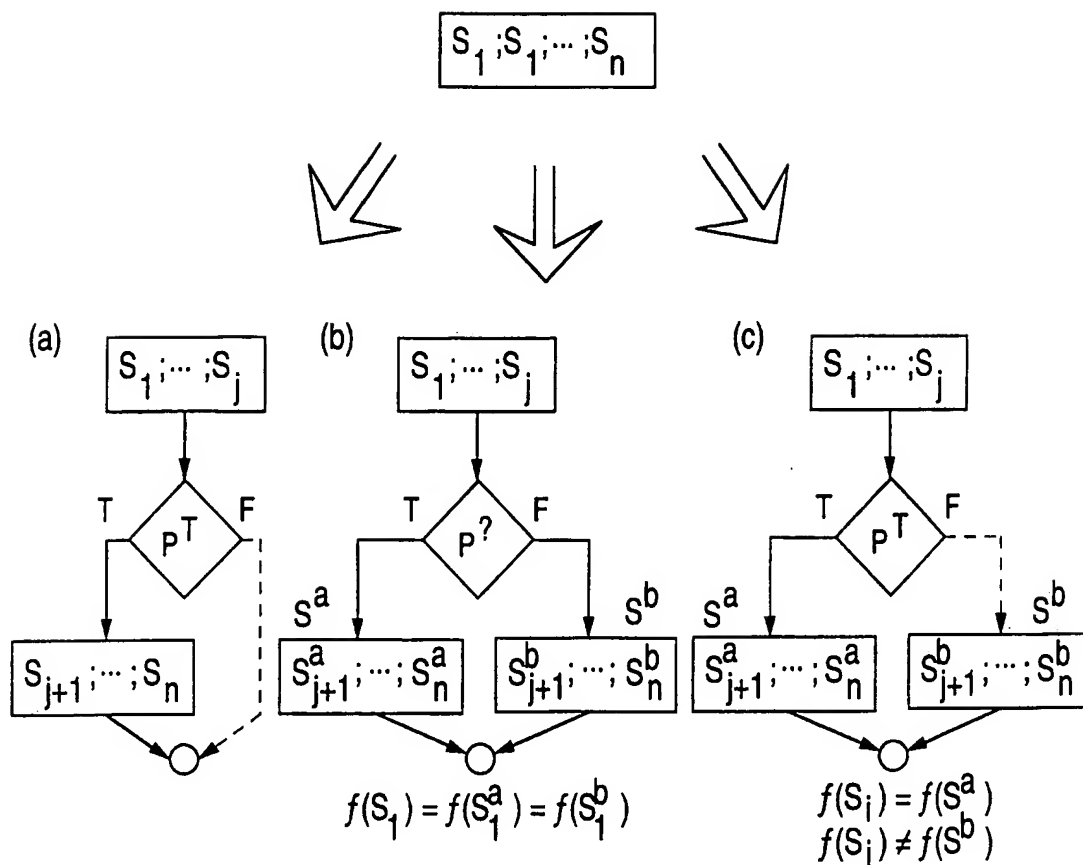 S1 ;S1;··· ;Sn
(a) (b) (c)
S1;··· ;Sj S1;··· ;Sj S1;··· ;Sj
T P^T F T P^? F T P^T F
S^a S^b S^a S^b
Sj+1;··· ;Sn S^a j+1;··· ;S^a n S^b j+1;··· ;S^b n S^a j+1;··· ;S^a n S^b j+1;··· ;S^b n
f(S1) = f(S^a 1) = f(S^b 1) f(Si) = f(S^a)
f(Si) ≠ f(S^b)